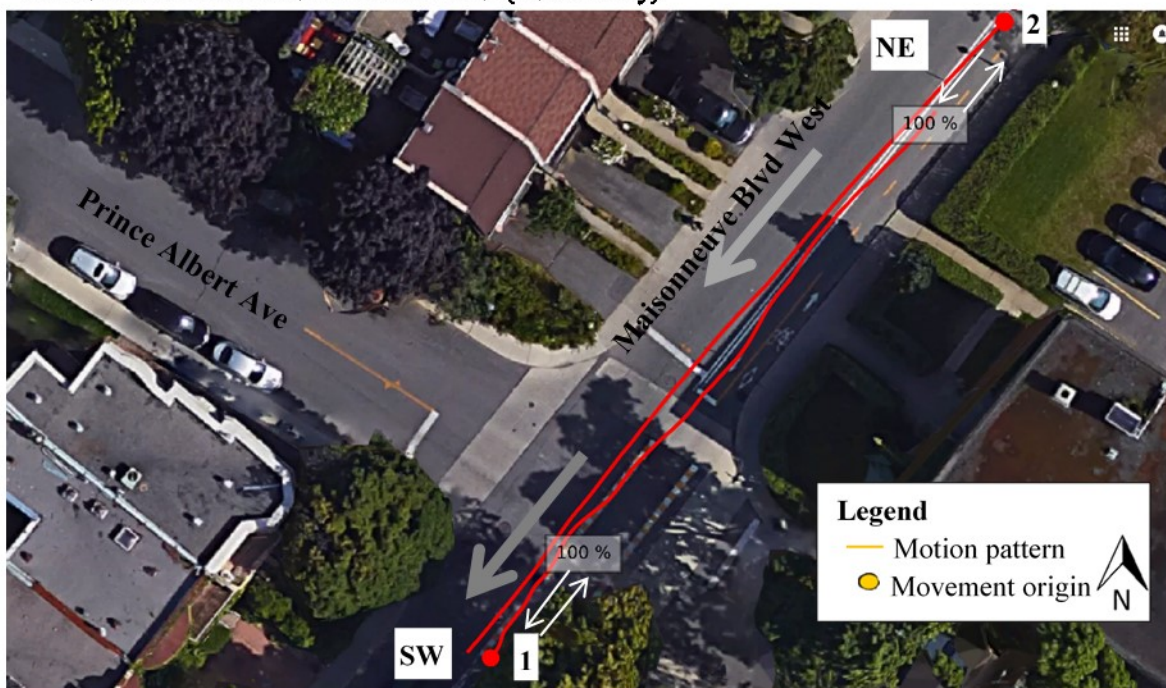 NE
2
100 %
Maisonneuve Blvd West
Prince Albert Ave
100 %
SW
1
Legend
Motion pattern
Movement origin
N